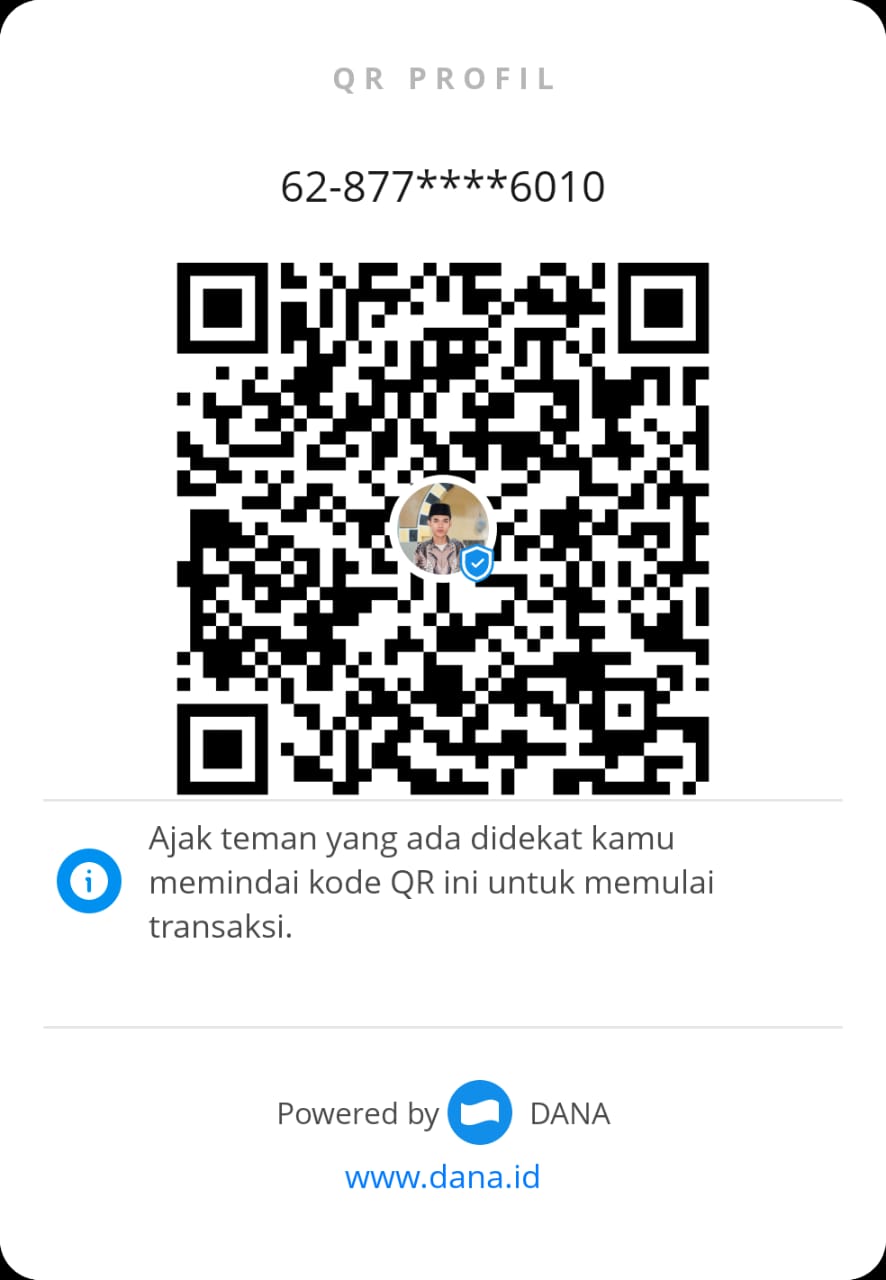 QR PROFIL
62-877****6010
Ajak teman yang ada didekat kamu
memindai kode QR ini untuk memulai
transaksi.
Powered by DANA
www.dana.id